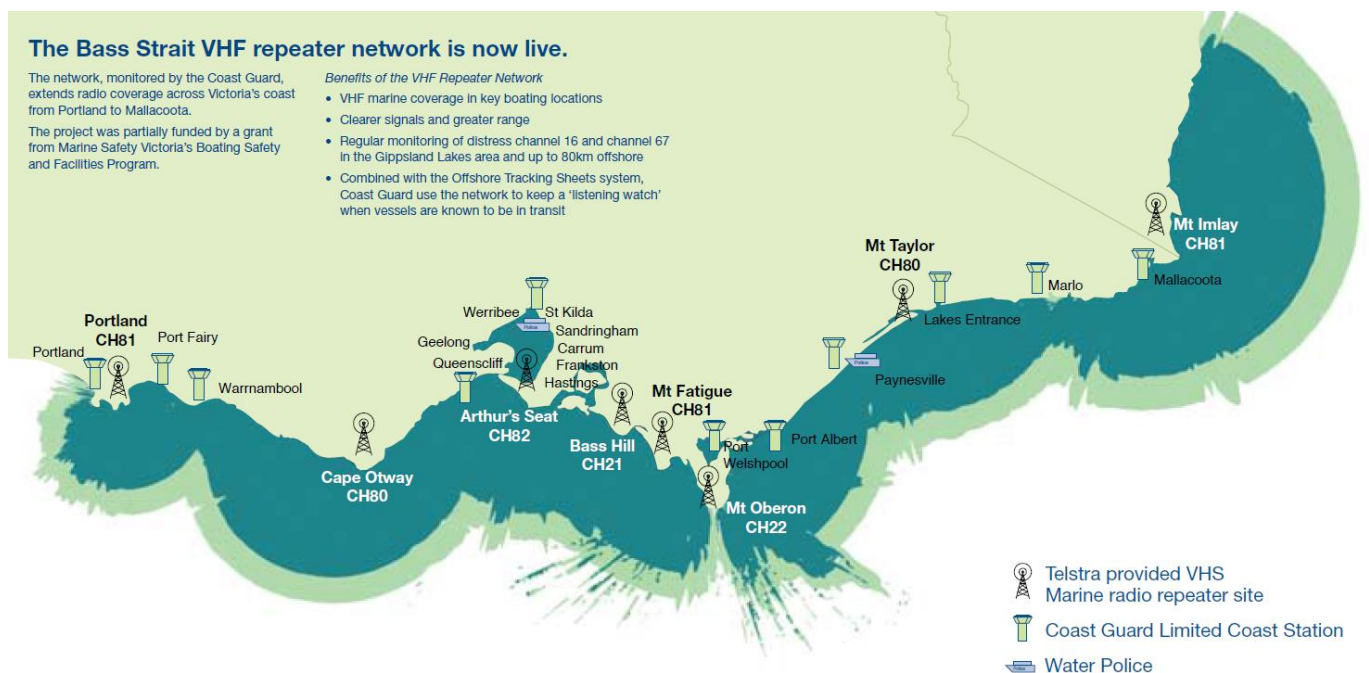 The Bass Strait VHF repeater network is now live.
The network, monitored by the Coast Guard,
extends radio coverage across Victoria's coast
from Portland to Mallacoota.
The project was partially funded by a grant
from Marine Safety Victoria's Boating Safety
and Facilities Program.
Benefits of the VHF Repeater Network
• VHF marine coverage in key boating locations
• Clearer signals and greater range
• Regular monitoring of distress channel 16 and channel 67
in the Gippsland Lakes area and up to 80km offshore
• Combined with the Offshore Tracking Sheets system,
Coast Guard use the network to keep a 'listening watch'
when vessels are known to be in transit
Portland
CH81
Portland
Port Fairy
Warrnambool
Cape Otway
CH80
Werribee
St Kilda
Police
Sandringham
Geelong
Carrum
Queenscliff
Frankston
Hastings
Arthur's Seat
CH82
Bass Hill
CH21
Mt Fatigue
CH81
Port
Welshpool
Port Albert
Mt Oberon
CH22
Police
Paynesville
Mt Taylor
CH80
Lakes Entrance
Marlo
Mallacoota
Mt Imlay
CH81
Telstra provided VHS
Marine radio repeater site
Coast Guard Limited Coast Station
Police
Water Police